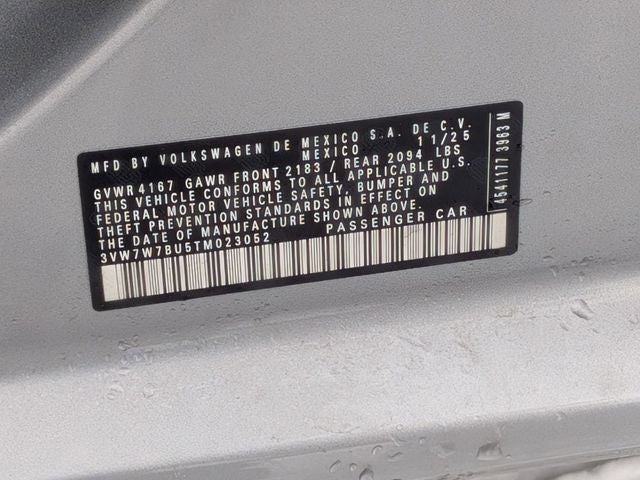 MFD BY VOLKSWAGEN DE MEXICO S.A. DE C.V.
MEXICO 11/25
GVWR 4167 GAWR FRONT 2183 / REAR 2094 LBS
THIS VEHICLE CONFORMS TO ALL APPLICABLE U.S.
FEDERAL MOTOR VEHICLE SAFETY, BUMPER AND
THEFT PREVENTION STANDARDS IN EFFECT ON
THE DATE OF MANUFACTURE SHOWN ABOVE.
3VW7W7BU5TM023052 PASSENGER CAR
4541177 3963 M